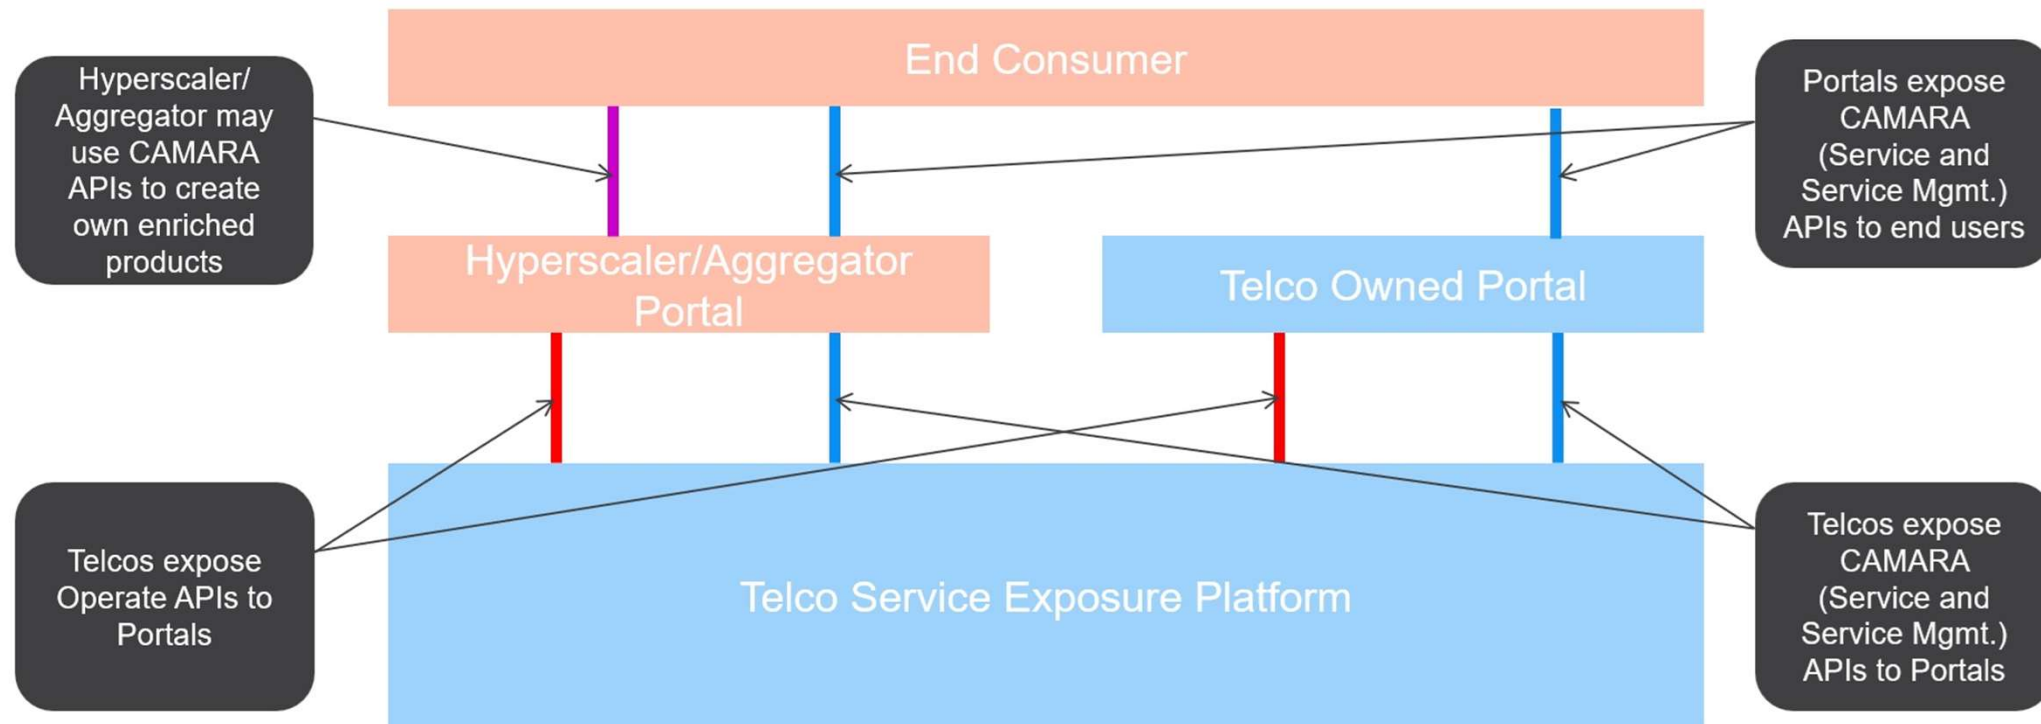 End Consumer
Hyperscaler/
Aggregator may
use CAMARA
APIs to create
own enriched
products
Portals expose
CAMARA
(Service and
Service Mgmt.)
APIs to end users
Hyperscaler/Aggregator
Portal
Telco Owned Portal
Telcos expose
Operate APIs to
Portals
Telco Service Exposure Platform
Telcos expose
CAMARA
(Service and
Service Mgmt.)
APIs to Portals